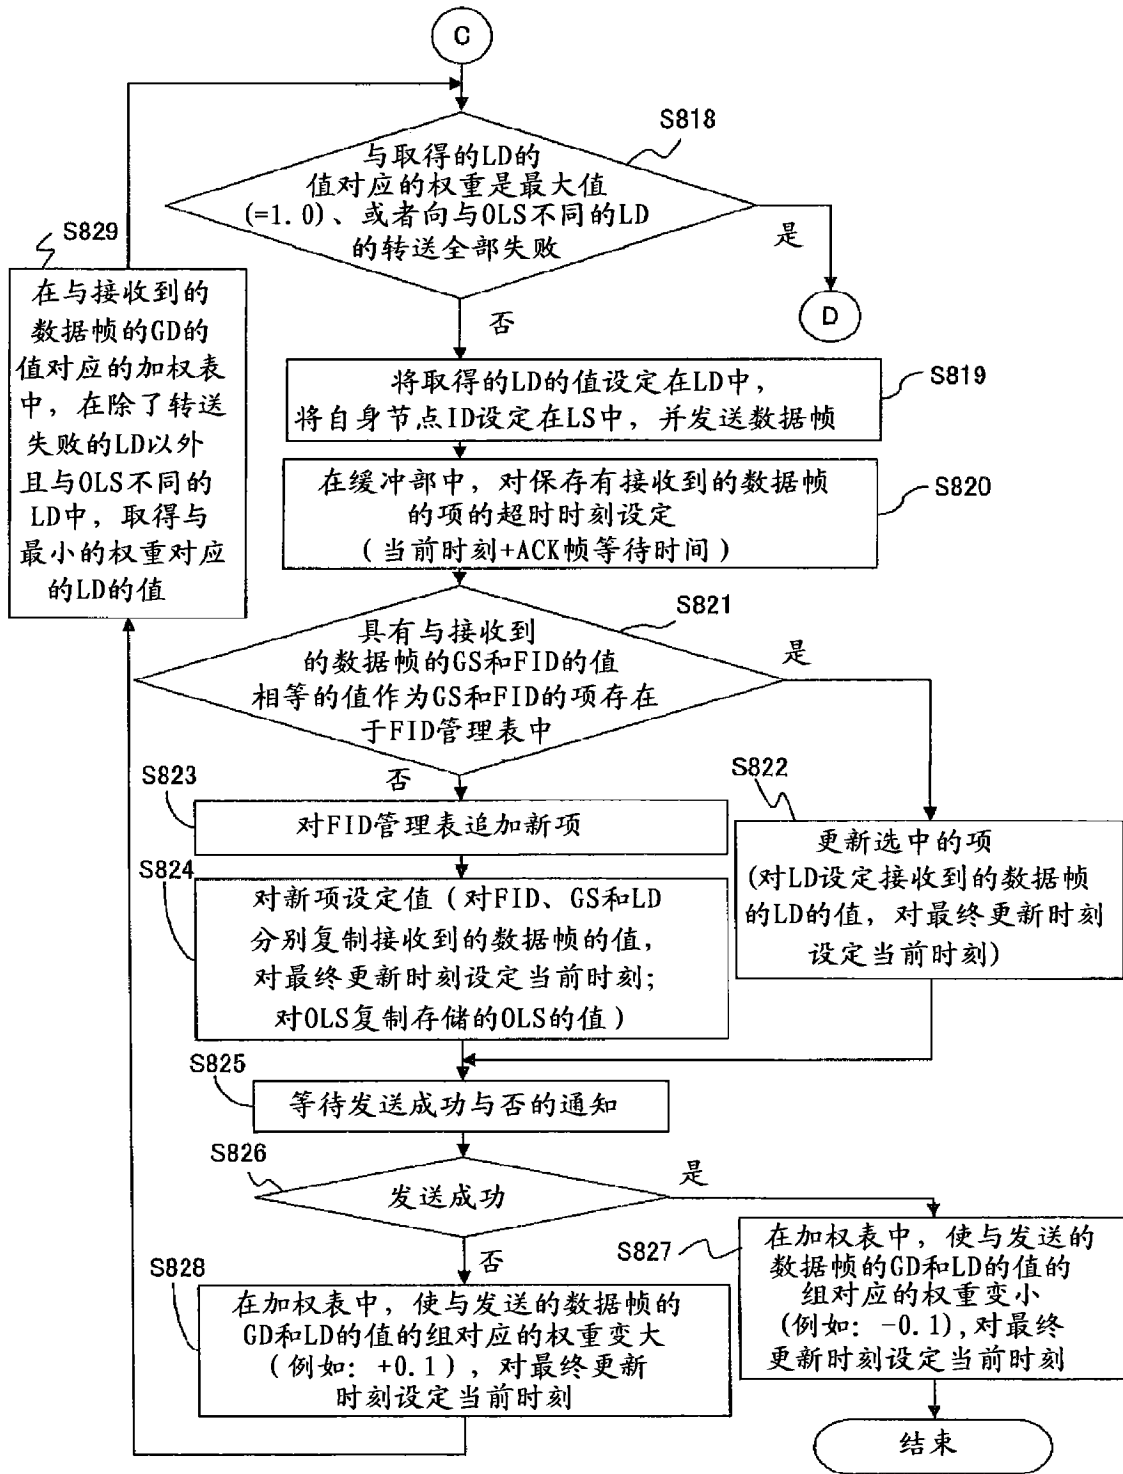 C
S818
与取得的LD的
值对应的权重是最大值
(=1.0)、或者向与OLS不同的LD
的转送全部失败
是
D
否
S829
在与接收到的
数据帧的GD的
值对应的加权表
中，在除了转送
失败的LD以外
且与OLS不同的
LD中，取得与
最小的权重对应
的LD的值
S819
将取得的LD的值设定在LD中，
将自身节点ID设定在LS中，并发送数据帧
S820
在缓冲部中，对保存有接收到的数据帧
的项的超时时刻设定
（当前时刻+ACK帧等待时间）
S821
具有与接收到
的数据帧的GS和FID的值
相等的值作为GS和FID的项存在
于FID管理表中
是
否
S823
对FID管理表追加新项
S822
更新选中的项
(对LD设定接收到的数据帧
的LD的值，对最终更新时刻
设定当前时刻)
S824
对新项设定值（对FID、GS和LD
分别复制接收到的数据帧的值，
对最终更新时刻设定当前时刻；
对OLS复制存储的OLS的值）
S825
等待发送成功与否的通知
S826
发送成功
是
否
S827
在加权表中，使与发送的
数据帧的GD和LD的值的
组对应的权重变小
(例如：-0.1),对最终
更新时刻设定当前时刻
S828
在加权表中，使与发送的数据帧的
GD和LD的值的组对应的权重变大
（例如：+0.1），对最终更新
时刻设定当前时刻
结束